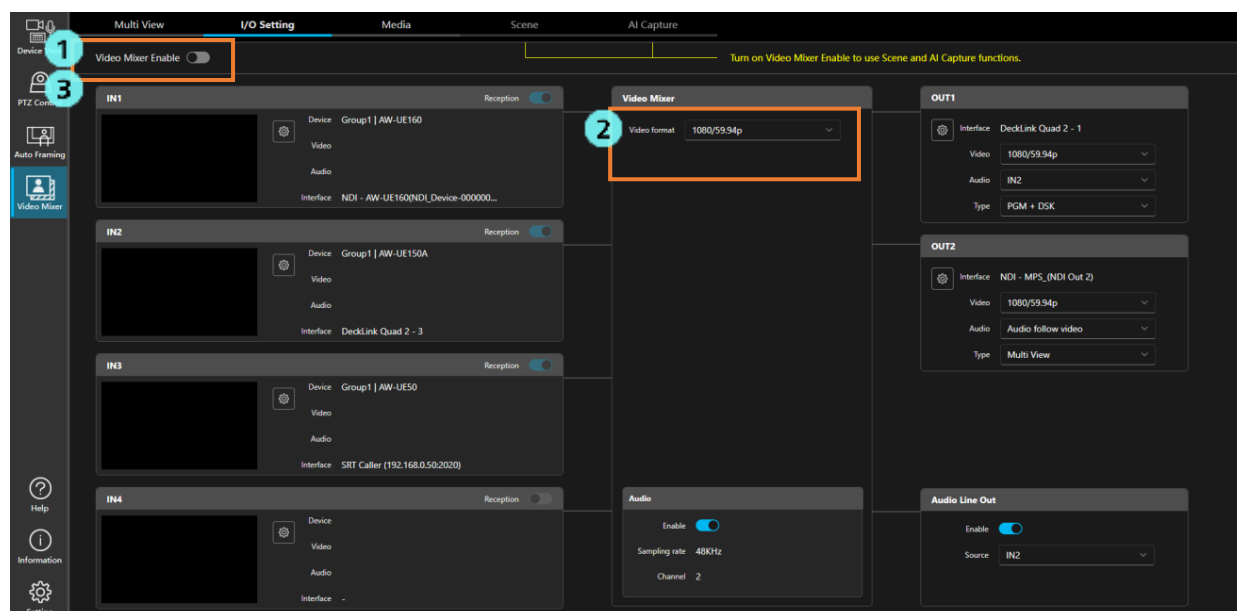 Multi View
I/O Setting
Media
Scene
AI Capture
Device
1
Video Mixer Enable
Turn on Video Mixer Enable to use Scene and AI Capture functions.
3
PTZ
Auto Framing
Video Mixer
Help
Information
IN1
Reception
Device Group1 | AW-UE160
Video
Audio
Interface NDI - AW-UE160(NDI_Device-000000...
IN2
Reception
Device Group1 | AW-UE150A
Video
Audio
Interface DeckLink Quad 2 - 3
IN3
Reception
Device Group1 | AW-UE50
Video
Audio
Interface SRT Caller (192.168.0.50:2020)
IN4
Reception
Device
Video
Audio
Interface -
Video Mixer
2
Video format 1080/59.94p
Audio
Enable
Sampling rate 48KHz
Channel 2
OUT1
Interface DeckLink Quad 2 - 1
Video 1080/59.94p
Audio IN2
Type PGM + DSK
OUT2
Interface NDI - MPS_(NDI Out 2)
Video 1080/59.94p
Audio Audio follow video
Type Multi View
Audio Line Out
Enable
Source IN2